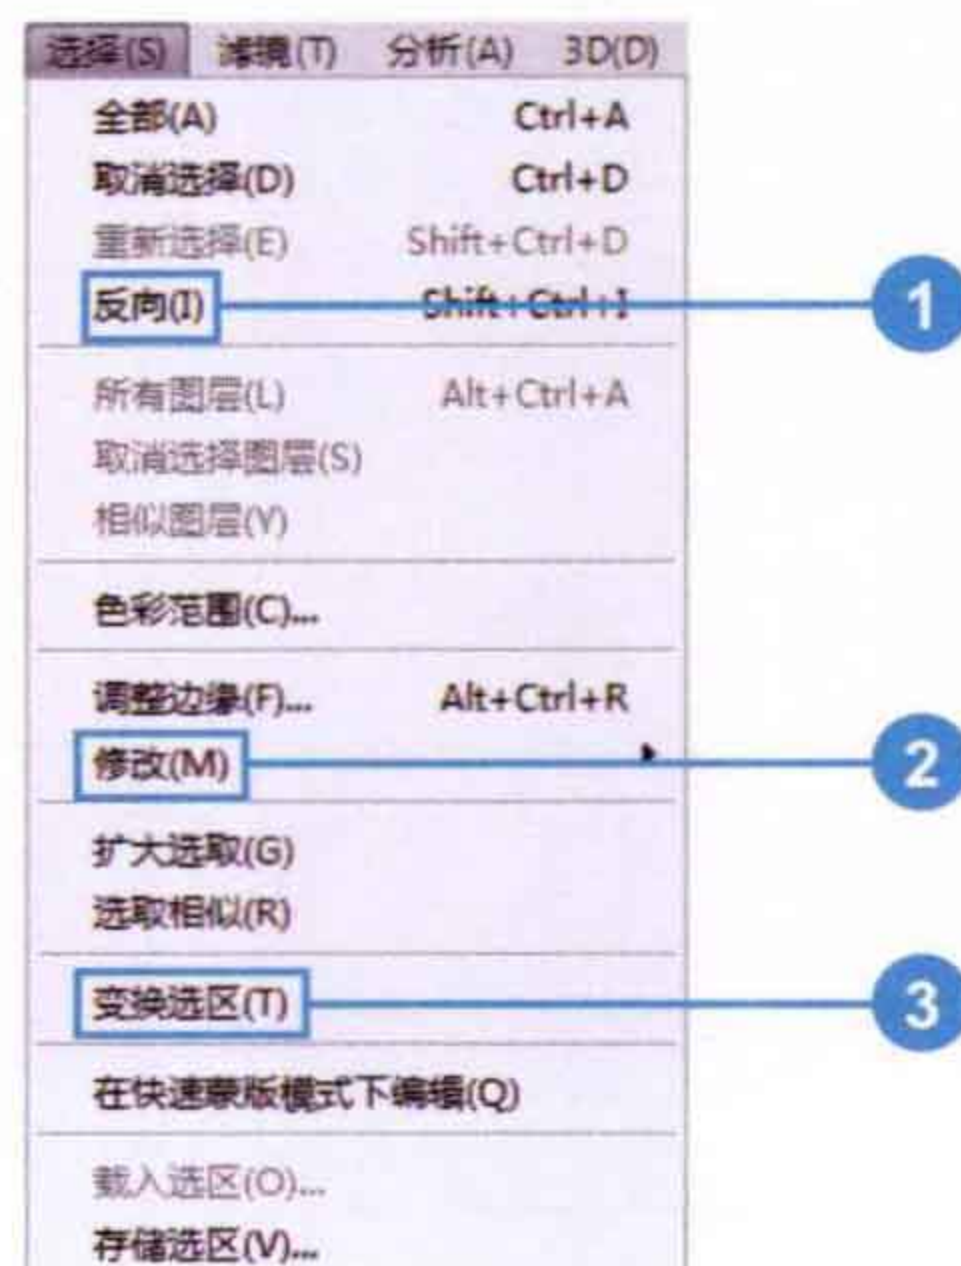 选择(S) 滤镜(T) 分析(A) 3D(D)
全部(A) Ctrl+A
取消选择(D) Ctrl+D
重新选择(E) Shift+Ctrl+D
反向(I) Shift+Ctrl+I 1
所有图层(L) Alt+Ctrl+A
取消选择图层(S)
相似图层(Y)
色彩范围(C)...
调整边缘(F)... Alt+Ctrl+R
修改(M) 2
扩大选取(G)
选取相似(R)
变换选区(T) 3
在快速蒙版模式下编辑(Q)
载入选区(O)...
存储选区(V)...